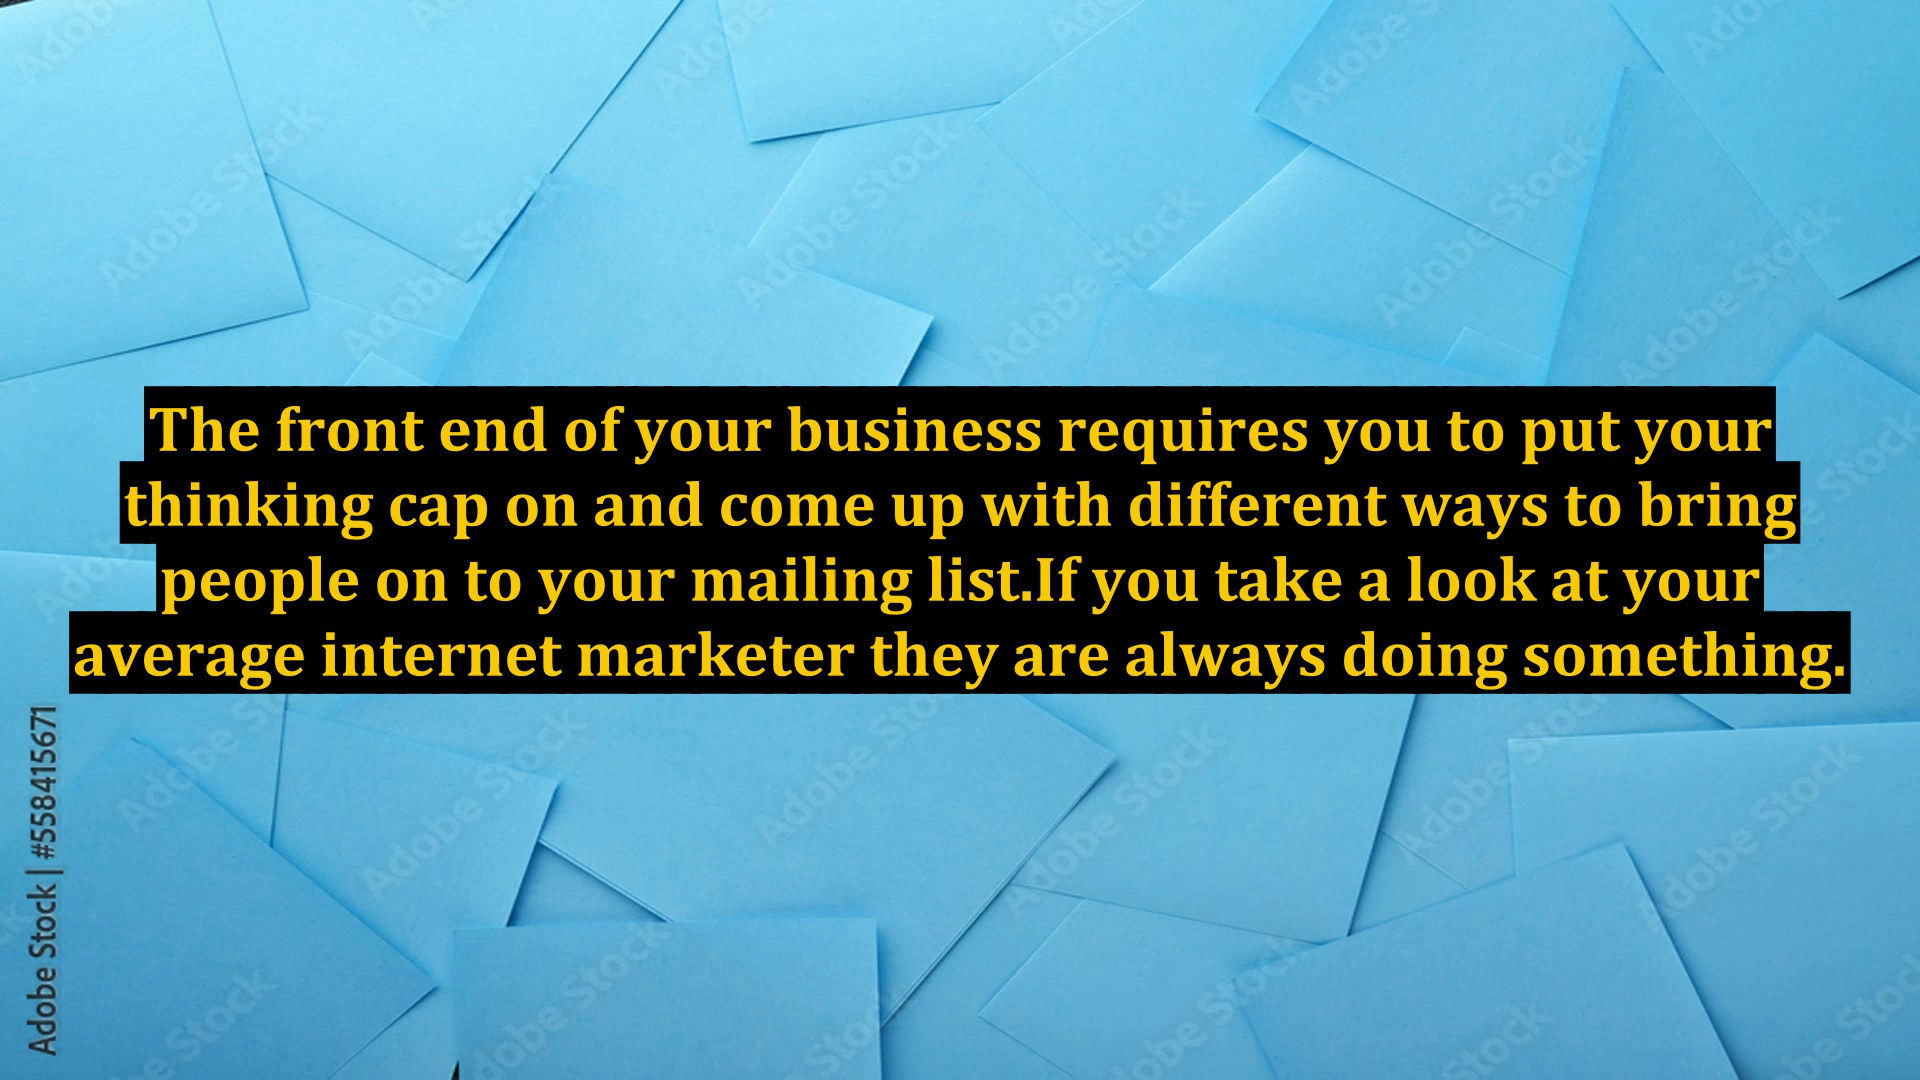 The front end of your business requires you to put your
thinking cap on and come up with different ways to bring
people on to your mailing list.If you take a look at your
average internet marketer they are always doing something.
Adobe Stock | #558415671
Adobe Stock